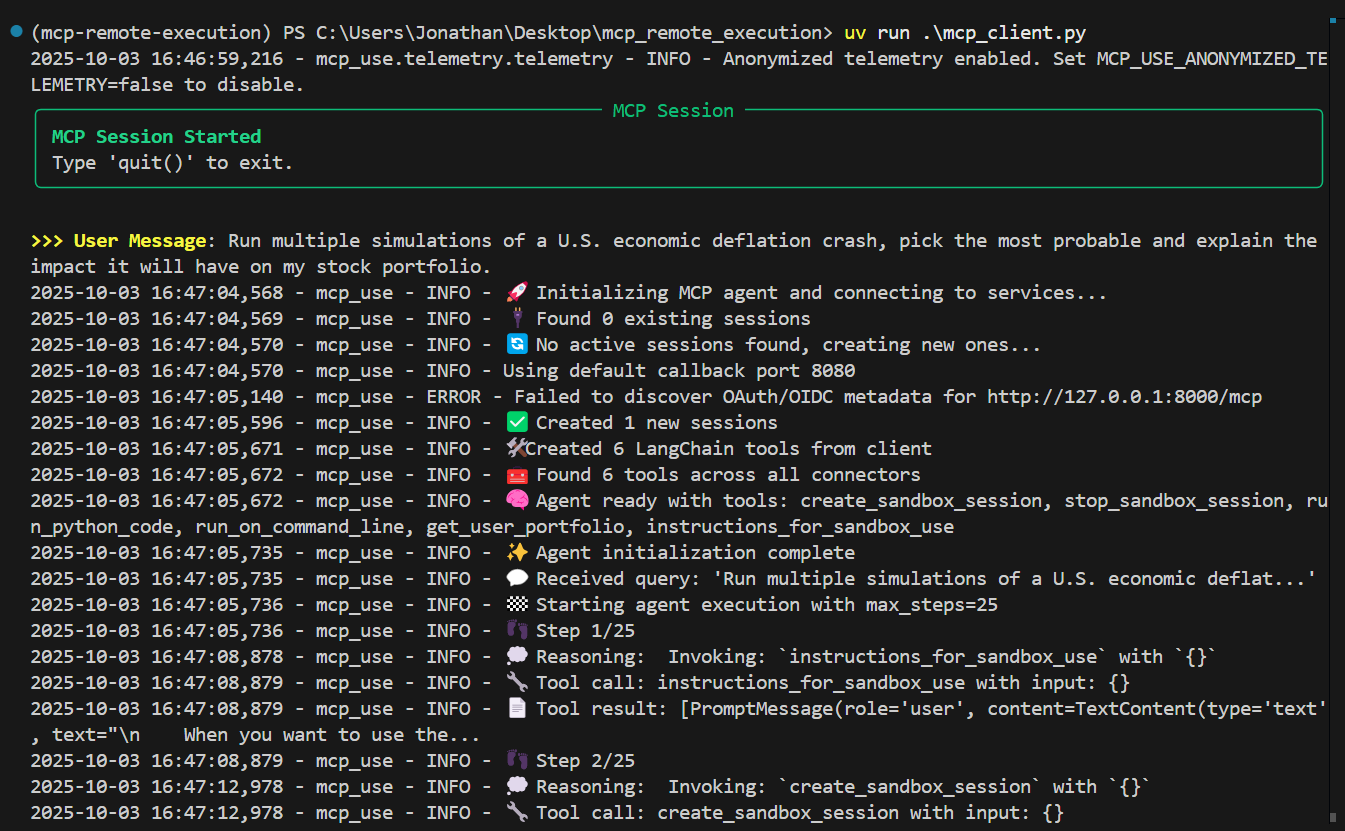 (mcp-remote-execution) PS C:\Users\Jonathan\Desktop\mcp_remote_execution> uv run .\mcp_client.py
2025-10-03 16:46:59,216 - mcp_use.telemetry.telemetry - INFO - Anonymized telemetry enabled. Set MCP_USE_ANONYMIZED_TE
LEMETRY=false to disable.
MCP Session
MCP Session Started
Type 'quit()' to exit.
>>> User Message: Run multiple simulations of a U.S. economic deflation crash, pick the most probable and explain the
impact it will have on my stock portfolio.
2025-10-03 16:47:04,568 - mcp_use - INFO - 🚀 Initializing MCP agent and connecting to services...
2025-10-03 16:47:04,569 - mcp_use - INFO - 🔌 Found 0 existing sessions
2025-10-03 16:47:04,570 - mcp_use - INFO - 🔄 No active sessions found, creating new ones...
2025-10-03 16:47:04,570 - mcp_use - INFO - Using default callback port 8080
2025-10-03 16:47:05,140 - mcp_use - ERROR - Failed to discover OAuth/OIDC metadata for http://127.0.0.1:8000/mcp
2025-10-03 16:47:05,596 - mcp_use - INFO - ✅ Created 1 new sessions
2025-10-03 16:47:05,671 - mcp_use - INFO - 🛠️Created 6 LangChain tools from client
2025-10-03 16:47:05,672 - mcp_use - INFO - 🧰 Found 6 tools across all connectors
2025-10-03 16:47:05,672 - mcp_use - INFO - 🧠 Agent ready with tools: create_sandbox_session, stop_sandbox_session, ru
n_python_code, run_on_command_line, get_user_portfolio, instructions_for_sandbox_use
2025-10-03 16:47:05,735 - mcp_use - INFO - ✨ Agent initialization complete
2025-10-03 16:47:05,735 - mcp_use - INFO - 💬 Received query: 'Run multiple simulations of a U.S. economic deflat...'
2025-10-03 16:47:05,736 - mcp_use - INFO - 🏁 Starting agent execution with max_steps=25
2025-10-03 16:47:05,736 - mcp_use - INFO - 👣 Step 1/25
2025-10-03 16:47:08,878 - mcp_use - INFO - 💭 Reasoning:  Invoking: `instructions_for_sandbox_use` with `{}`
2025-10-03 16:47:08,879 - mcp_use - INFO - 🔧 Tool call: instructions_for_sandbox_use with input: {}
2025-10-03 16:47:08,879 - mcp_use - INFO - 📄 Tool result: [PromptMessage(role='user', content=TextContent(type='text'
, text="\n    When you want to use the...
2025-10-03 16:47:08,879 - mcp_use - INFO - 👣 Step 2/25
2025-10-03 16:47:12,978 - mcp_use - INFO - 💭 Reasoning:  Invoking: `create_sandbox_session` with `{}`
2025-10-03 16:47:12,978 - mcp_use - INFO - 🔧 Tool call: create_sandbox_session with input: {}